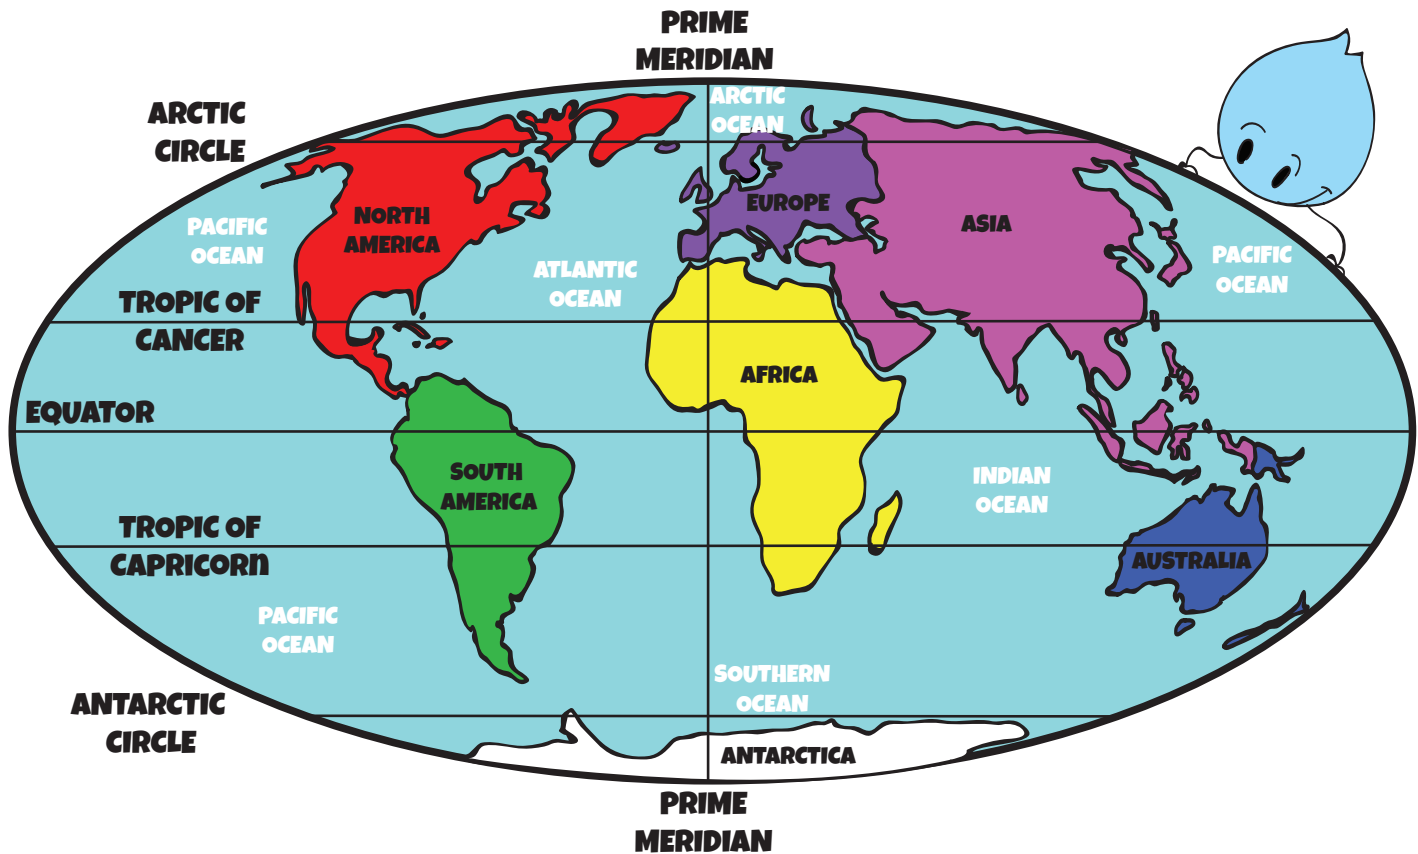 PRIME
MERIDIAN
ARCTIC
CIRCLE
ARCTIC
OCEAN
NORTH
AMERICA
EUROPE
ASIA
PACIFIC
OCEAN
ATLANTIC
OCEAN
PACIFIC
OCEAN
TROPIC OF
CANCER
AFRICA
EQUATOR
SOUTH
AMERICA
INDIAN
OCEAN
TROPIC OF
CAPRICORn
AUSTRALIA
PACIFIC
OCEAN
SOUTHERN
OCEAN
ANTARCTIC
CIRCLE
ANTARCTICA
PRIME
MERIDIAN